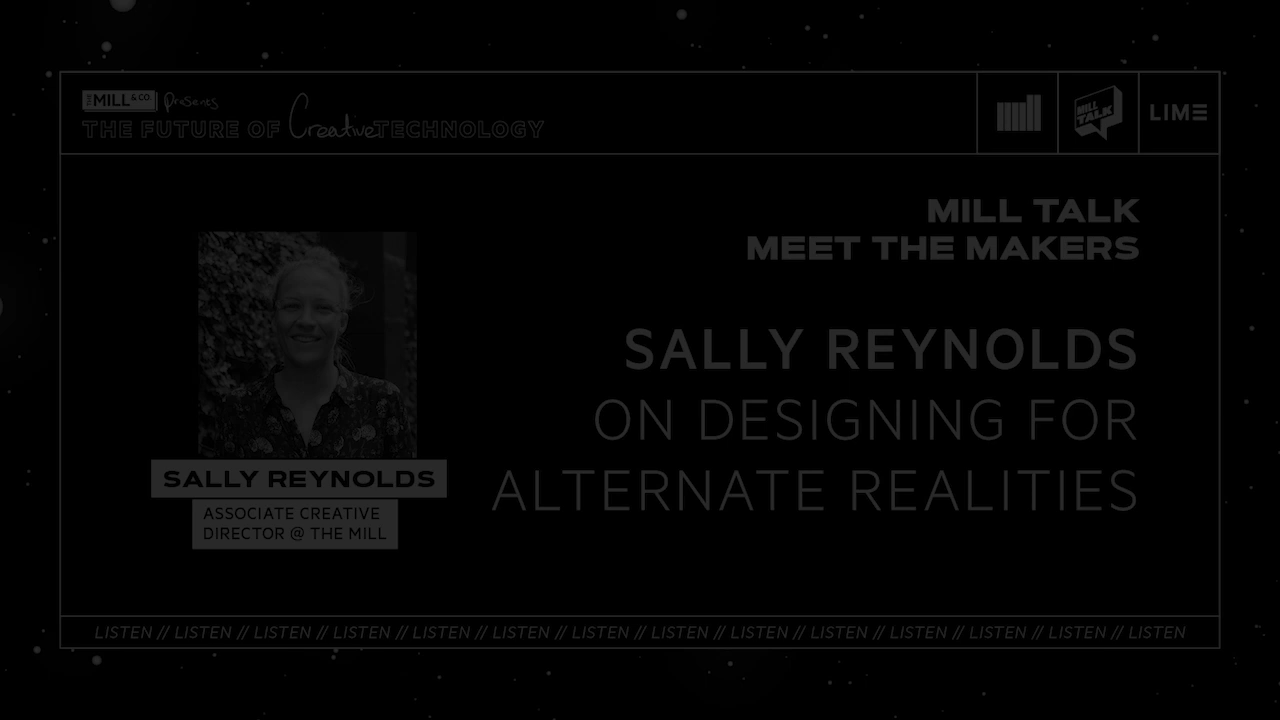 THE MILL & CO. Presents
THE FUTURE OF Creative TECHNOLOGY
MILL TALK
LIME
MILL TALK
MEET THE MAKERS
SALLY REYNOLDS
ON DESIGNING FOR
ALTERNATE REALITIES
SALLY REYNOLDS
ASSOCIATE CREATIVE
DIRECTOR @ THE MILL
LISTEN // LISTEN // LISTEN // LISTEN // LISTEN // LISTEN // LISTEN // LISTEN // LISTEN // LISTEN // LISTEN // LISTEN // LISTEN // LISTEN